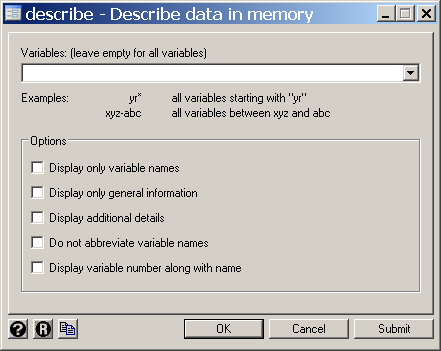 describe - Describe data in memory
Variables: (leave empty for all variables)
Examples: yr* all variables starting with "yr"
xyz-abc all variables between xyz and abc
Options
Display only variable names
Display only general information
Display additional details
Do not abbreviate variable names
Display variable number along with name
? R OK Cancel Submit